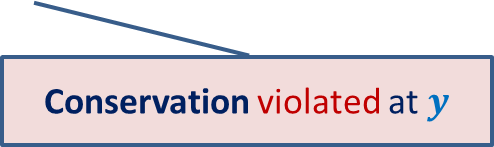 Conservation violated at y